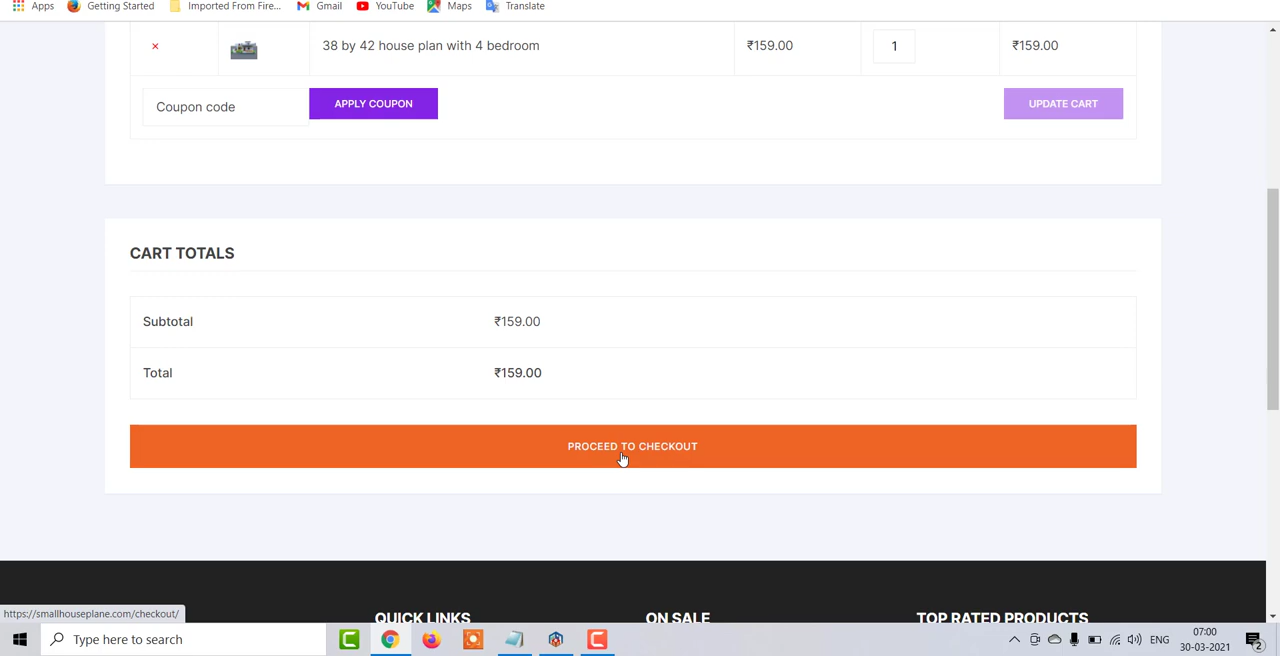 Apps Getting Started Imported From Fire... Gmail YouTube Maps Translate
× 38 by 42 house plan with 4 bedroom ₹159.00 1 ₹159.00
Coupon code APPLY COUPON UPDATE CART
CART TOTALS
Subtotal ₹159.00
Total ₹159.00
PROCEED TO CHECKOUT
https://smallhouseplane.com/checkout/
QUICK LINKS ON SALE TOP RATED PRODUCTS
Type here to search ENG 07:00
30-03-2021 2